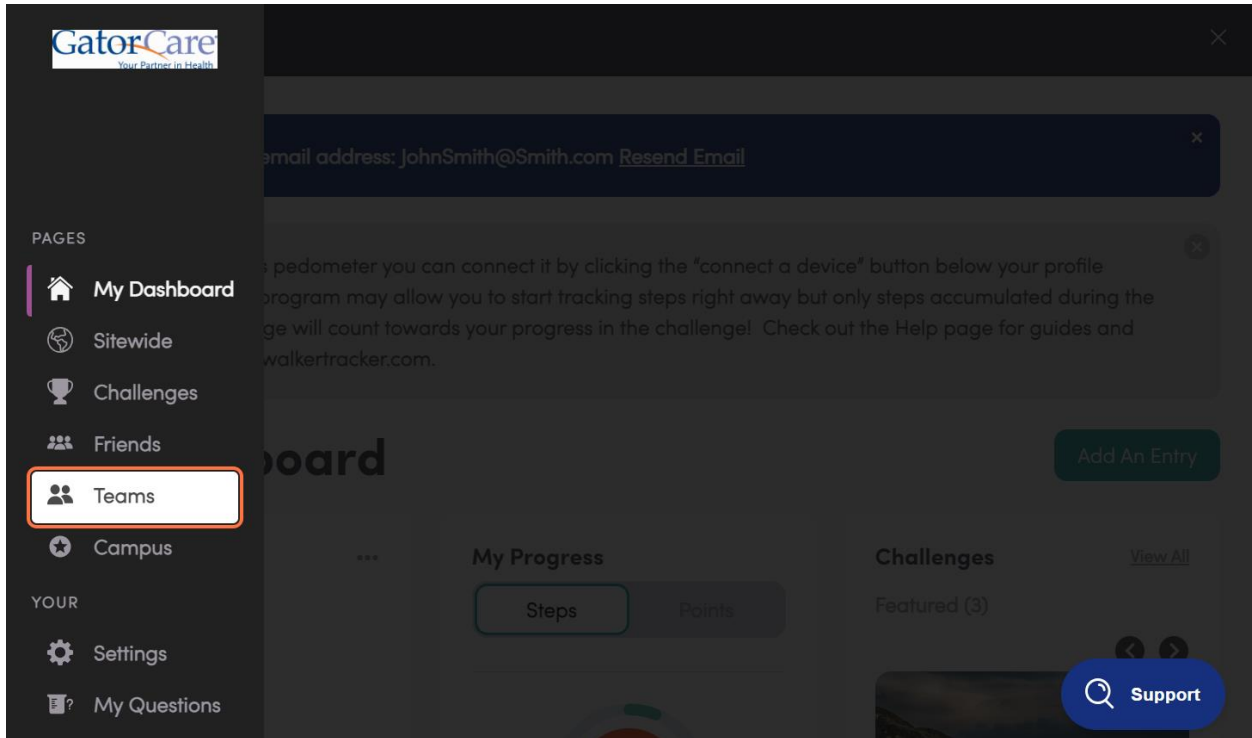 GatorCare
Your Partner in Health
email address: JohnSmith@Smith.com Resend Email
PAGES
My Dashboard
Sitewide
Challenges
Friends
Teams
Campus
YOUR
Settings
My Questions
pedometer you can connect it by clicking the “connect a device” button below your profile
program may allow you to start tracking steps right away but only steps accumulated during the
ge will count towards your progress in the challenge! Check out the Help page for guides and
walkertracker.com.
board
Add An Entry
My Progress
Steps
Points
Challenges
View All
Featured (3)
Support